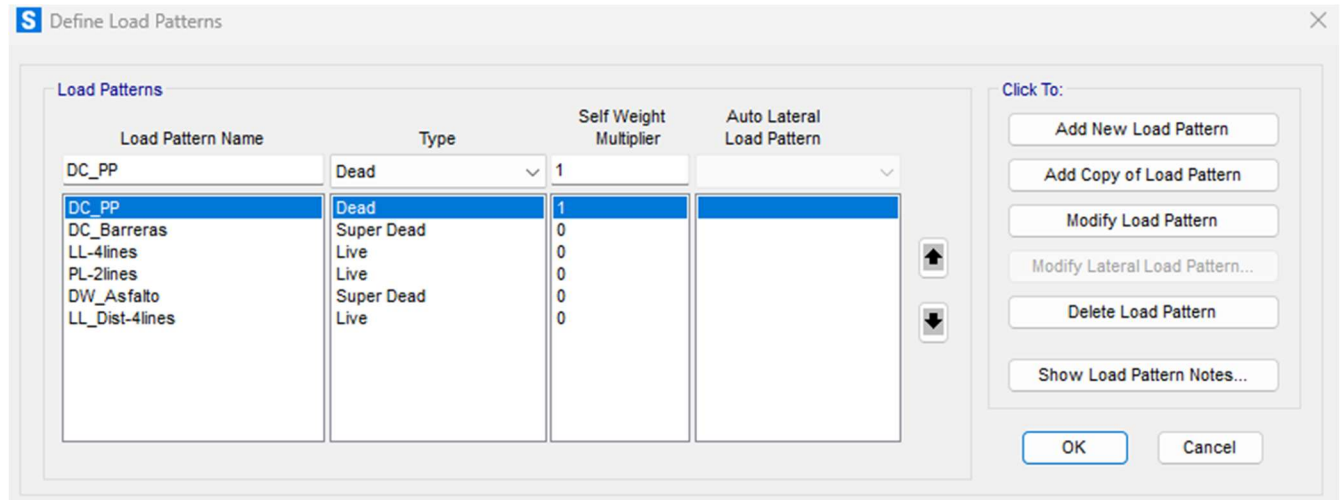 S Define Load Patterns
Load Patterns
Click To:
Self Weight Auto Lateral
Load Pattern Name Type Multiplier Load Pattern
Add New Load Pattern
DC_PP Dead 1
Add Copy of Load Pattern
DC_PP Dead 1
Modify Load Pattern
DC_Barreras Super Dead 0
LL-4lines Live 0
Modify Lateral Load Pattern...
PL-2lines Live 0
DW_Asfalto Super Dead 0
Delete Load Pattern
LL_Dist-4lines Live 0
Show Load Pattern Notes...
OK Cancel